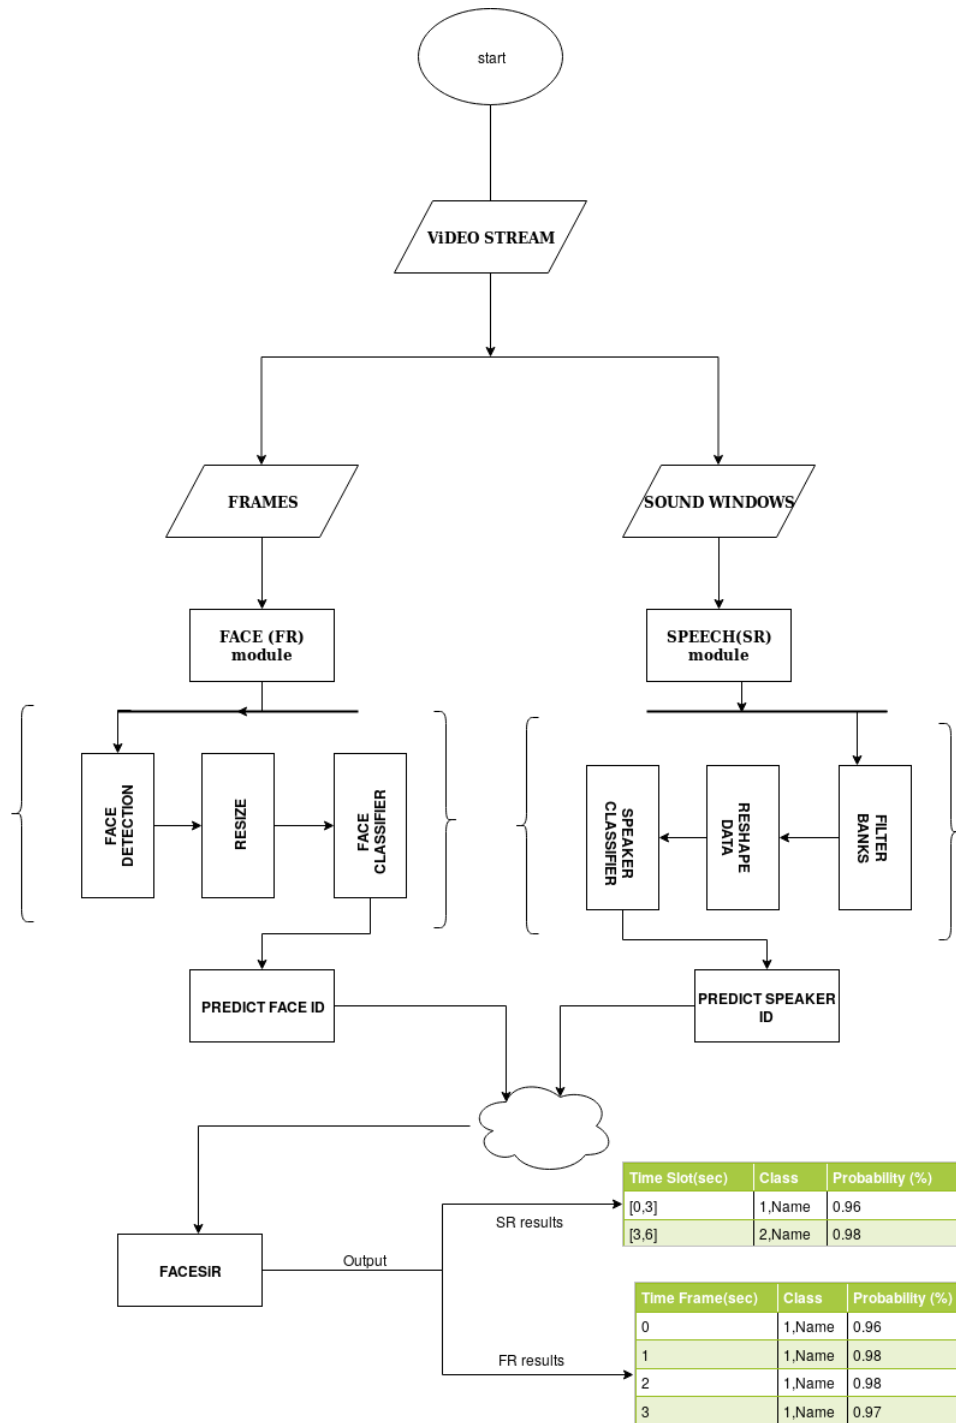 start
ViDEO STREAM
FRAMES
SOUND WINDOWS
FACE (FR)
module
SPEECH(SR)
module
FACE
DETECTION
RESIZE
FACE
CLASSIFIER
SPEAKER
CLASSIFIER
RESHAPE
DATA
FILTER
BANKS
PREDICT FACE ID
PREDICT SPEAKER
ID
FACESiR
Output
SR results
Time Slot(sec) Class Probability (%)
[0,3] 1,Name 0.96
[3,6] 2,Name 0.98
FR results
Time Frame(sec) Class Probability (%)
0 1,Name 0.96
1 1,Name 0.98
2 1,Name 0.98
3 1,Name 0.97